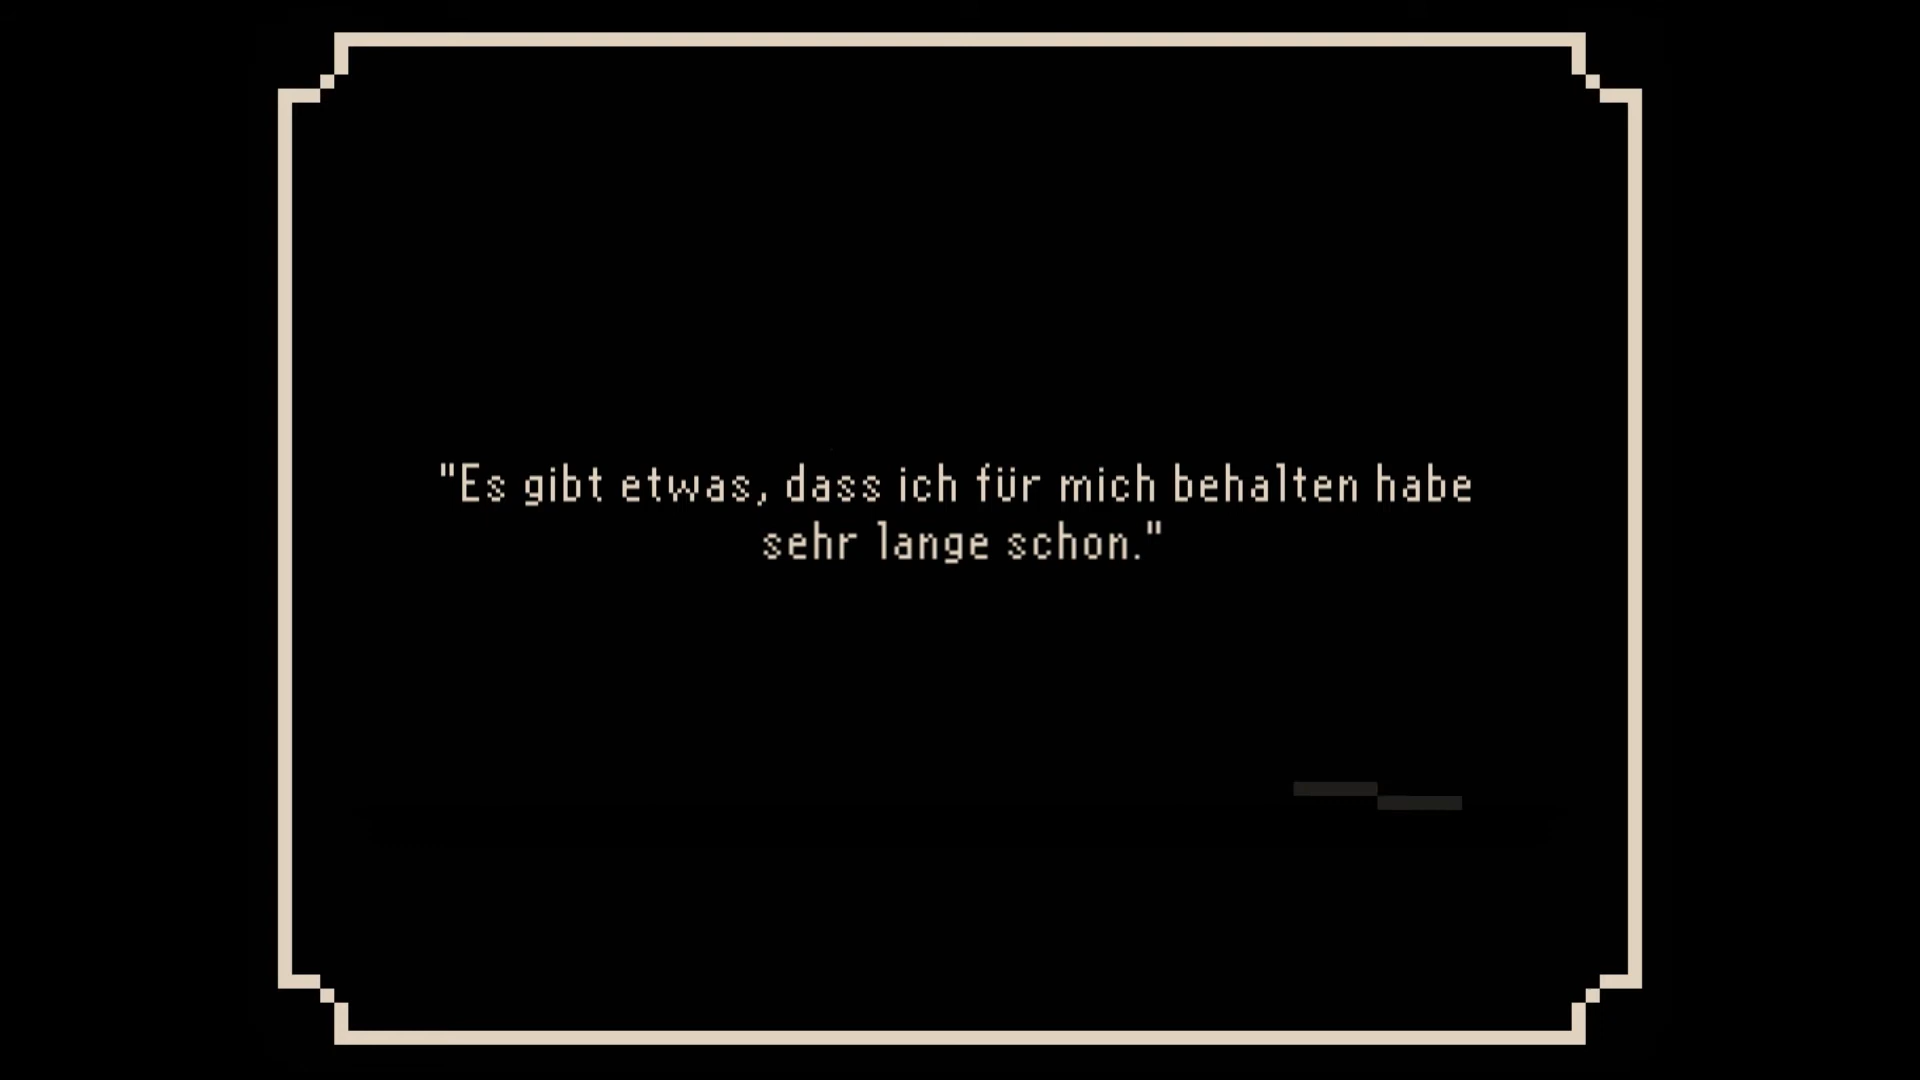 "Es gibt etwas, dass ich für mich behalten habe
sehr lange schon."